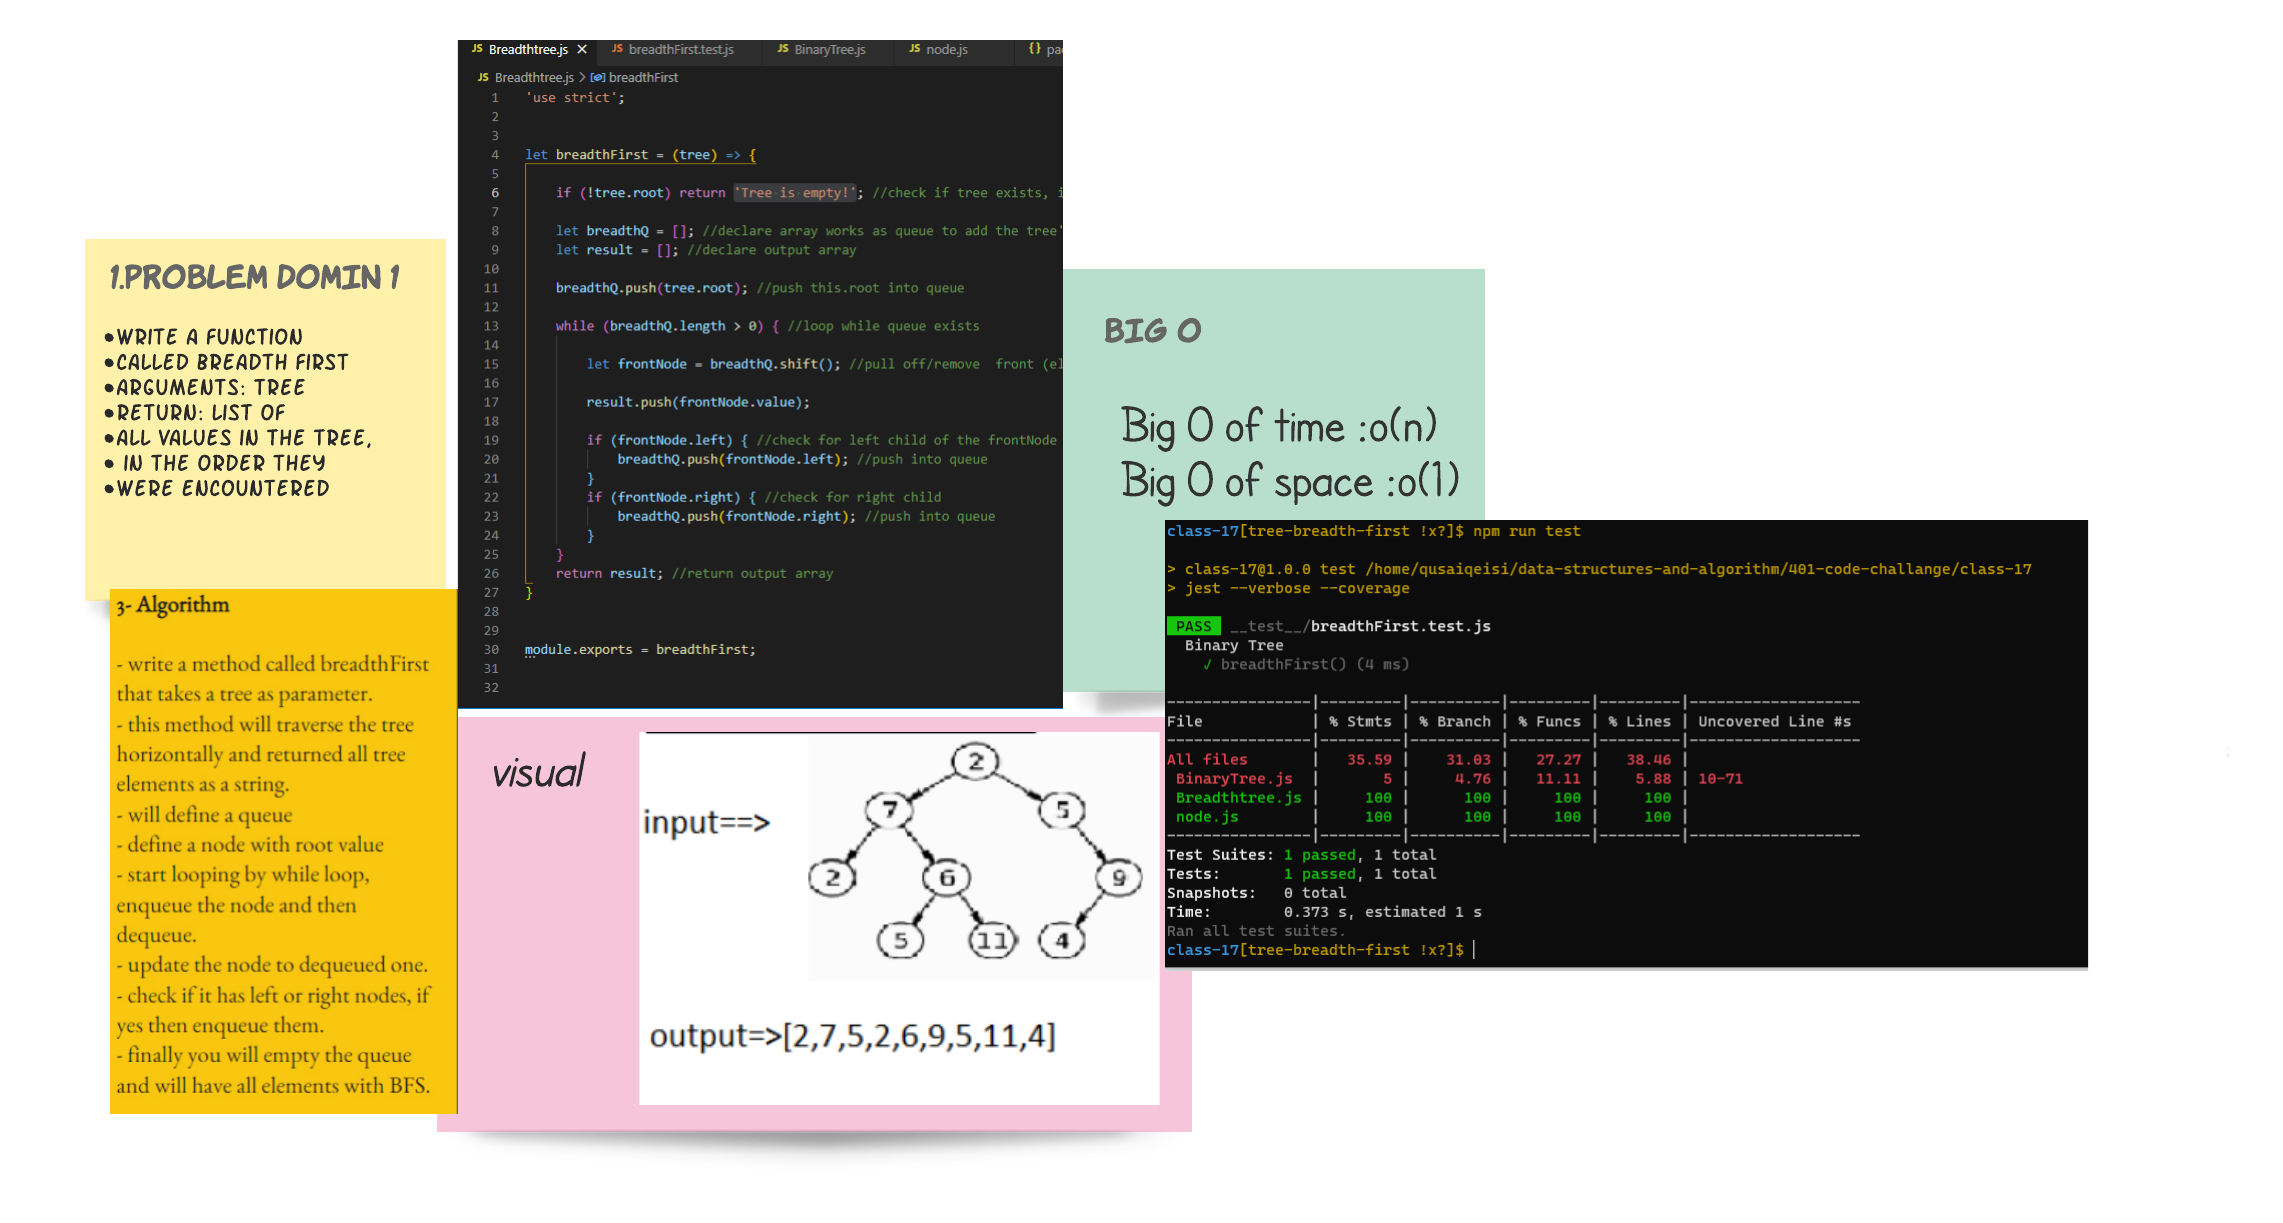 1.PROBLEM DOMIN 1
•WRITE A FUNCTION
•CALLED BREADTH FIRST
•ARGUMENTS: TREE
•RETURN: LIST OF
•ALL VALUES IN THE TREE,
• IN THE ORDER THEY
•WERE ENCOUNTERED
3- Algorithm
- write a method called breadthFirst
that takes a tree as parameter.
- this method will traverse the tree
horizontally and returned all tree
elements as a string.
- will define a queue
- define a node with root value
- start looping by while loop,
enqueue the node and then
dequeue.
- update the node to dequeued one.
- check if it has left or right nodes, if
yes then enqueue them.
- finally you will empty the queue
and will have all elements with BFS.
JS Breadthtree.js × JS breadthFirst.test.js JS BinaryTree.js JS node.js {} pac
JS Breadthtree.js > breadthFirst
1 'use strict';
2
3
4 let breadthFirst = (tree) => {
5
6 if (!tree.root) return 'Tree is empty!'; //check if tree exists, i
7
8 let breadthQ = []; //declare array works as queue to add the tree'
9 let result = []; //declare output array
10
11 breadthQ.push(tree.root); //push this.root into queue
12
13 while (breadthQ.length > 0) { //loop while queue exists
14
15 let frontNode = breadthQ.shift(); //pull off/remove  front (el
16
17 result.push(frontNode.value);
18
19 if (frontNode.left) { //check for left child of the frontNode
20 breadthQ.push(frontNode.left); //push into queue
21 }
22 if (frontNode.right) { //check for right child
23 breadthQ.push(frontNode.right); //push into queue
24 }
25 }
26 return result; //return output array
27 }
28
29
30 module.exports = breadthFirst;
31
32
BIG O
Big O of time :o(n)
Big O of space :o(1)
visual
input==>
2
7 5
2 6 9
5 11 4
output=>[2,7,5,2,6,9,5,11,4]
class-17[tree-breadth-first !x?]$ npm run test
> class-17@1.0.0 test /home/qusaiqeisi/data-structures-and-algorithm/401-code-challange/class-17
> jest --verbose --coverage
PASS __test__/breadthFirst.test.js
Binary Tree
√ breadthFirst() (4 ms)
----------------|---------|----------|---------|---------|-------------------
File | % Stmts | % Branch | % Funcs | % Lines | Uncovered Line #s
----------------|---------|----------|---------|---------|-------------------
All files | 35.59 | 31.03 | 27.27 | 38.46 |
BinaryTree.js | 5 | 4.76 | 11.11 | 5.88 | 10-71
Breadthtree.js | 100 | 100 | 100 | 100 |
node.js | 100 | 100 | 100 | 100 |
----------------|---------|----------|---------|---------|-------------------
Test Suites: 1 passed, 1 total
Tests: 1 passed, 1 total
Snapshots: 0 total
Time: 0.373 s, estimated 1 s
Ran all test suites.
class-17[tree-breadth-first !x?]$